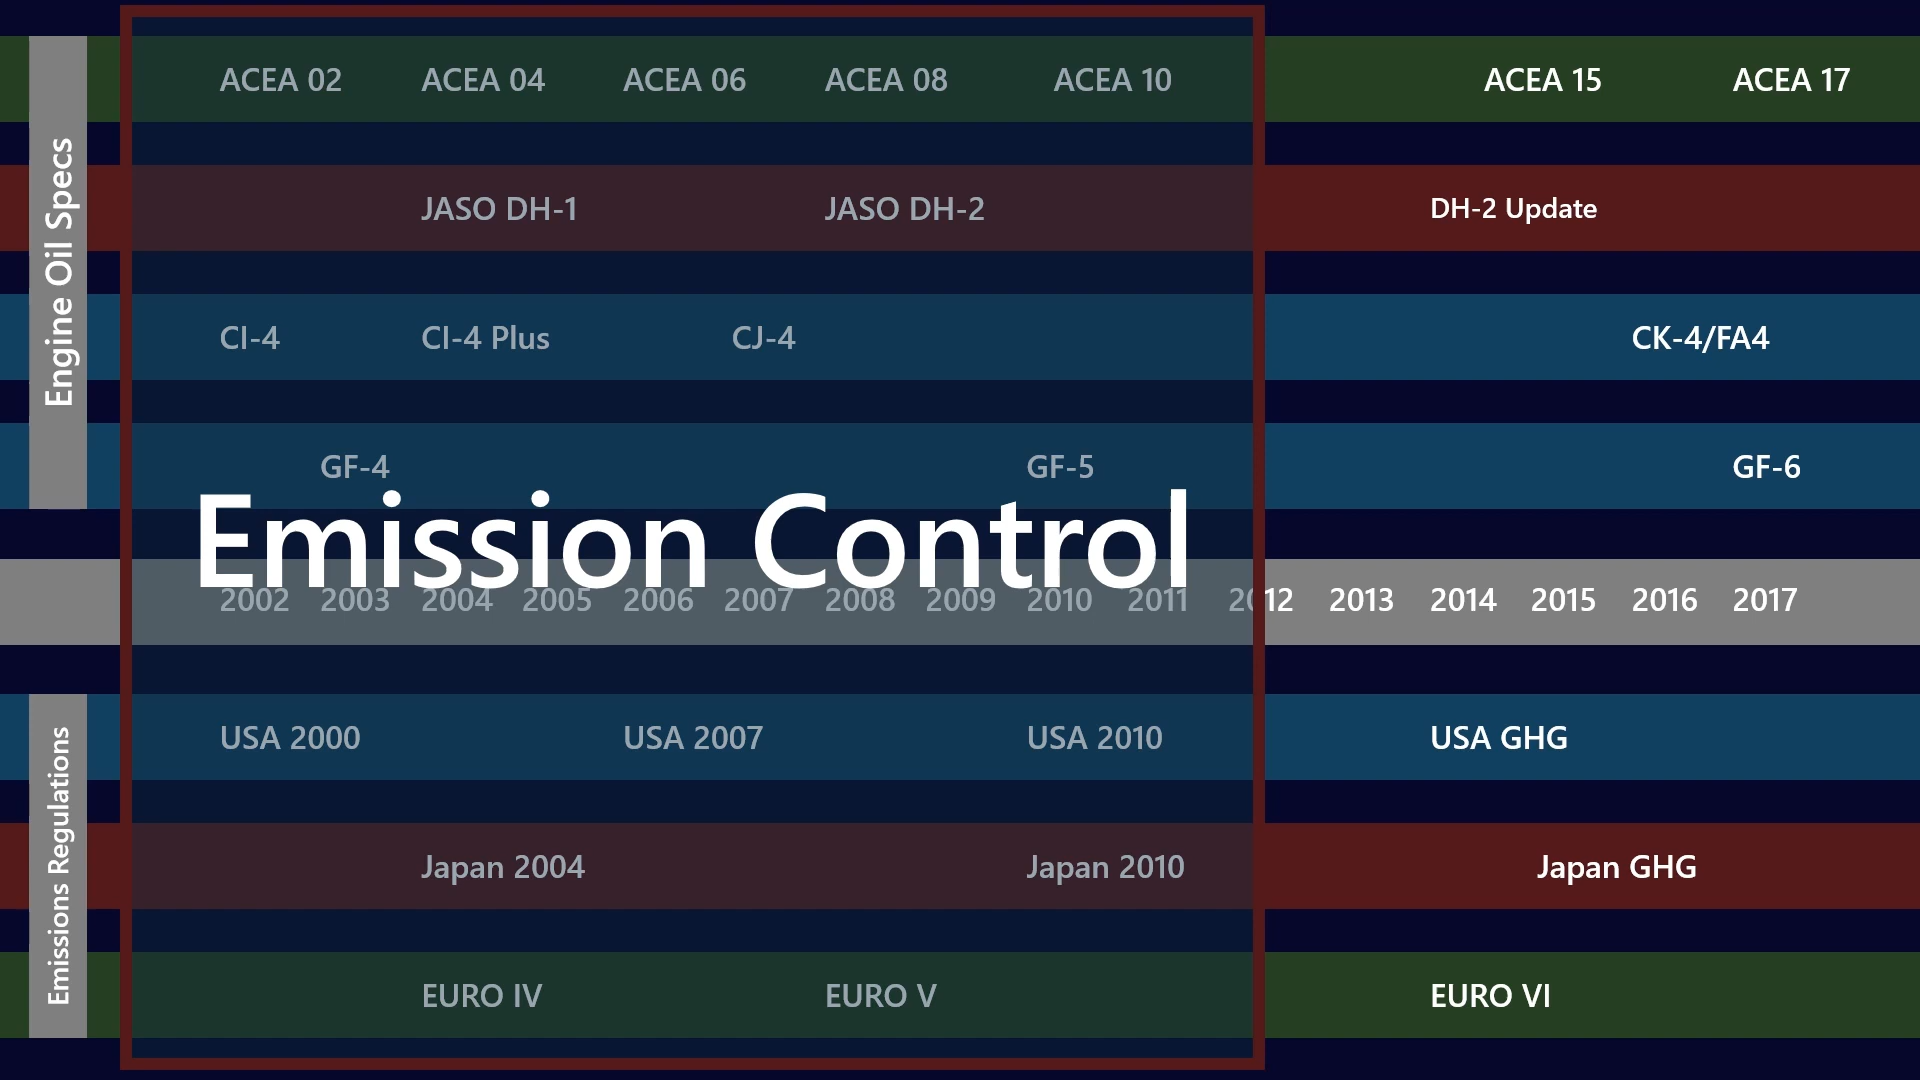 Engine Oil Specs
ACEA 02 ACEA 04 ACEA 06 ACEA 08 ACEA 10 ACEA 15 ACEA 17
JASO DH-1 JASO DH-2 DH-2 Update
CI-4 CI-4 Plus CJ-4 CK-4/FA4
GF-4 GF-5 GF-6
Emission Control
2002 2003 2004 2005 2006 2007 2008 2009 2010 2011 2012 2013 2014 2015 2016 2017
Emissions Regulations
USA 2000 USA 2007 USA 2010 USA GHG
Japan 2004 Japan 2010 Japan GHG
EURO IV EURO V EURO VI